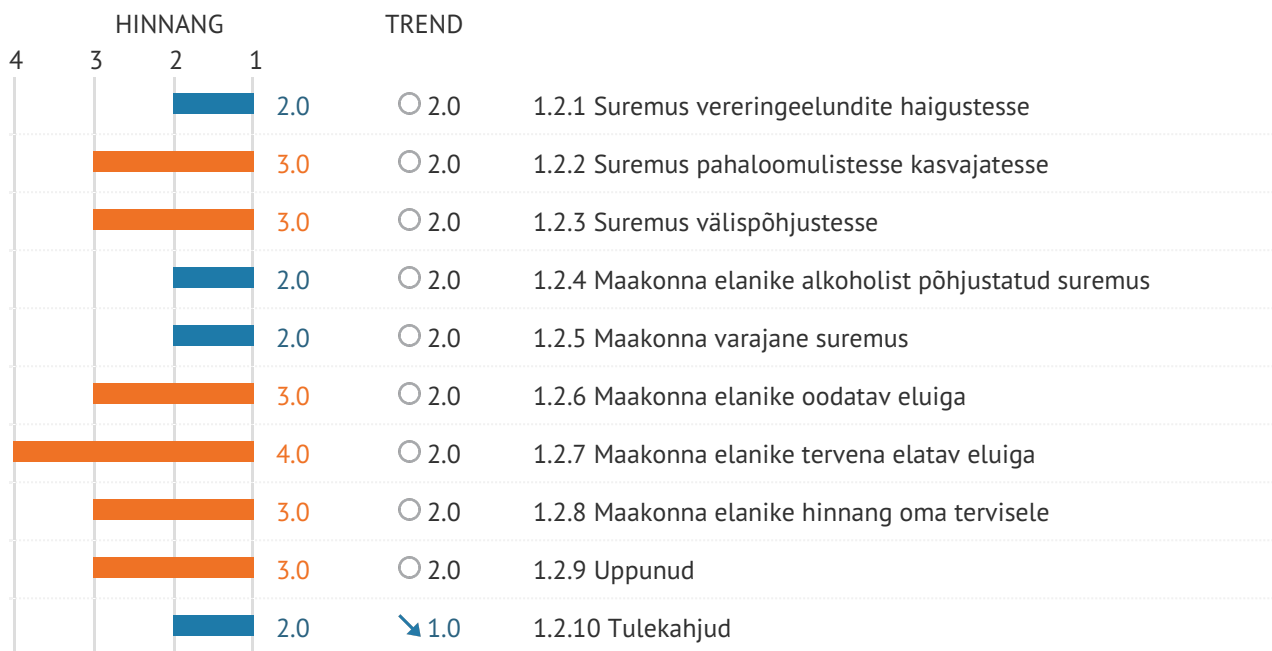 HINNANG TREND
4 3 2 1
2.0 2.0 1.2.1 Suremus vereringeelundite haigustesse
3.0 2.0 1.2.2 Suremus pahaloomulistesse kasvajatesse
3.0 2.0 1.2.3 Suremus välispõhjustesse
2.0 2.0 1.2.4 Maakonna elanike alkoholist põhjustatud suremus
2.0 2.0 1.2.5 Maakonna varajane suremus
3.0 2.0 1.2.6 Maakonna elanike oodatav eluiga
4.0 2.0 1.2.7 Maakonna elanike tervena elatav eluiga
3.0 2.0 1.2.8 Maakonna elanike hinnang oma tervisele
3.0 2.0 1.2.9 Uppunud
2.0 1.0 1.2.10 Tulekahjud